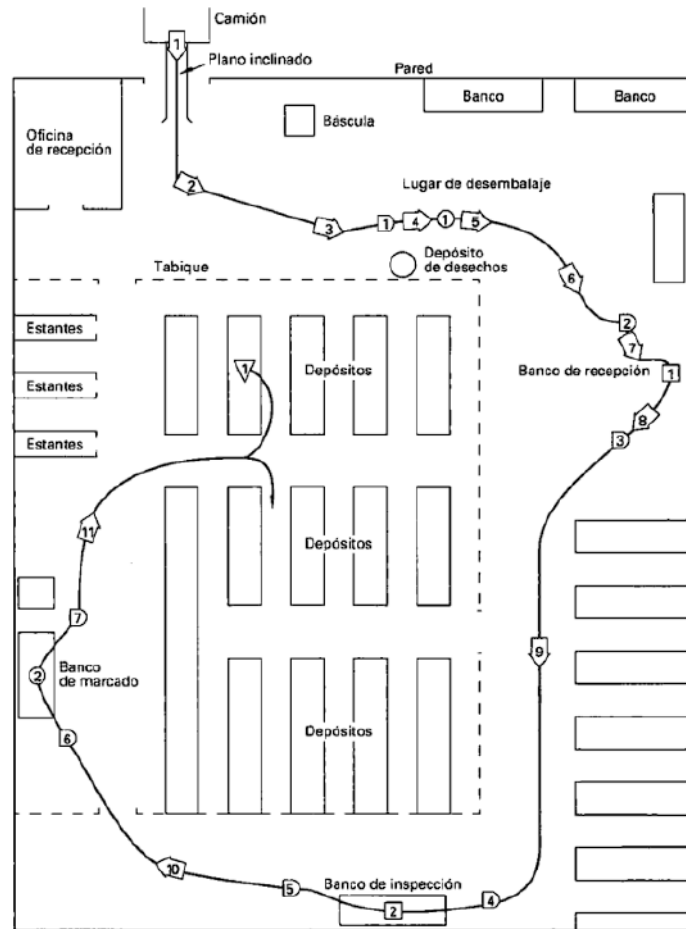 Camión
1
Plano inclinado
Pared
Banco
Banco
Báscula
Oficina
de recepción
2
Lugar de desembalaje
3
1
4
1
5
Depósito
de desechos
Tabique
6
Estantes
2
7
Estantes
1
Depósitos
Banco de recepción
1
8
Estantes
3
11
Depósitos
7
9
2
Banco
de marcado
6
Depósitos
10
5
Banco de inspección
2
4